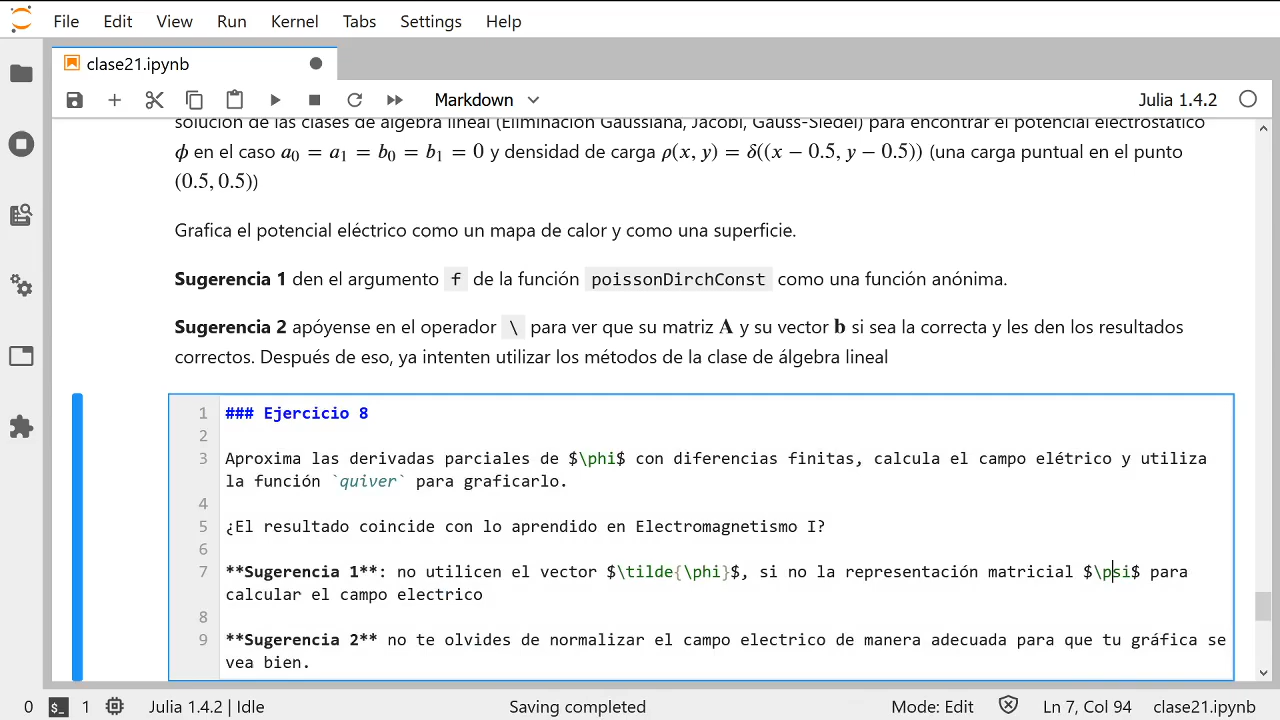 File Edit View Run Kernel Tabs Settings Help
clase21.ipynb
Markdown
Julia 1.4.2
solución de las clases de álgebra lineal (Eliminación Gaussiana, Jacobi, Gauss-Siedel) para encontrar el potencial electrostático
ϕ en el caso a₀ = a₁ = b₀ = b₁ = 0 y densidad de carga ρ(x, y) = δ((x − 0.5, y − 0.5)) (una carga puntual en el punto
(0.5, 0.5))
Grafica el potencial eléctrico como un mapa de calor y como una superficie.
Sugerencia 1 den el argumento f de la función poissonDirchConst como una función anónima.
Sugerencia 2 apóyense en el operador \ para ver que su matriz A y su vector b si sea la correcta y les den los resultados
correctos. Después de eso, ya intenten utilizar los métodos de la clase de álgebra lineal
1 ### Ejercicio 8
2
3 Aproxima las derivadas parciales de $\phi$ con diferencias finitas, calcula el campo elétrico y utiliza
la función `quiver` para graficarlo.
4
5 ¿El resultado coincide con lo aprendido en Electromagnetismo I?
6
7 **Sugerencia 1**: no utilicen el vector $\tilde{\phi}$, si no la representación matricial $\psi$ para
calcular el campo electrico
8
9 **Sugerencia 2** no te olvides de normalizar el campo electrico de manera adecuada para que tu gráfica se
vea bien.
0 $_ 1 Julia 1.4.2 | Idle Saving completed Mode: Edit Ln 7, Col 94 clase21.ipynb